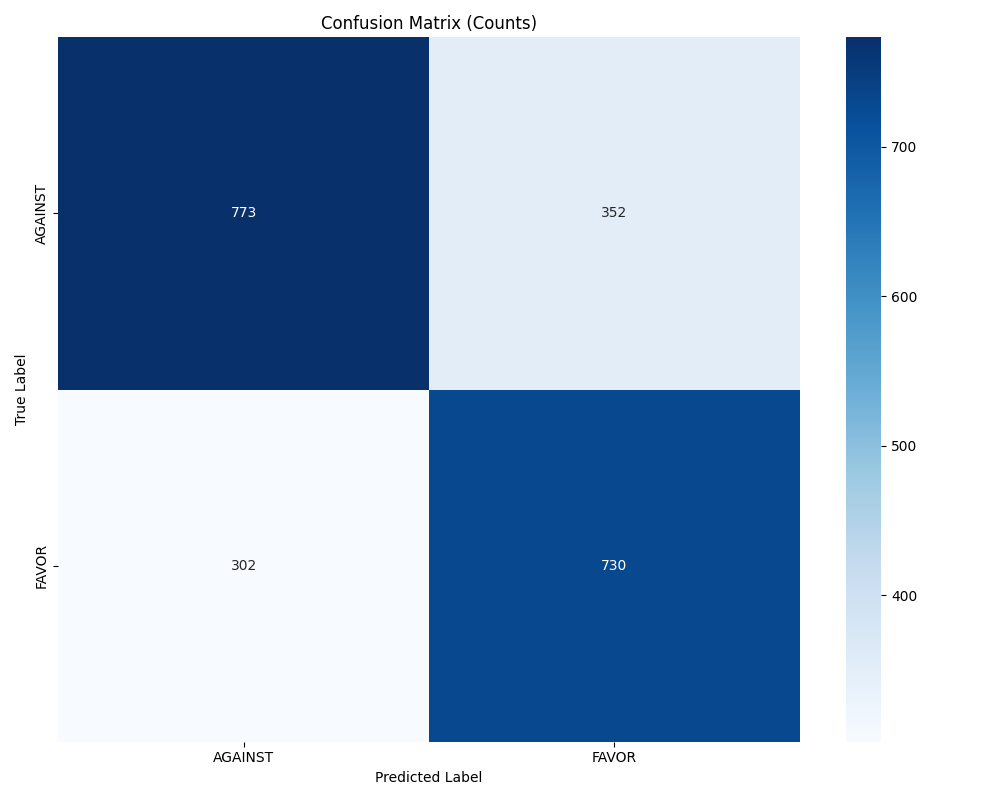 Confusion Matrix (Counts)
True Label
AGAINST
773
352
FAVOR
302
730
AGAINST
FAVOR
Predicted Label
700
600
500
400